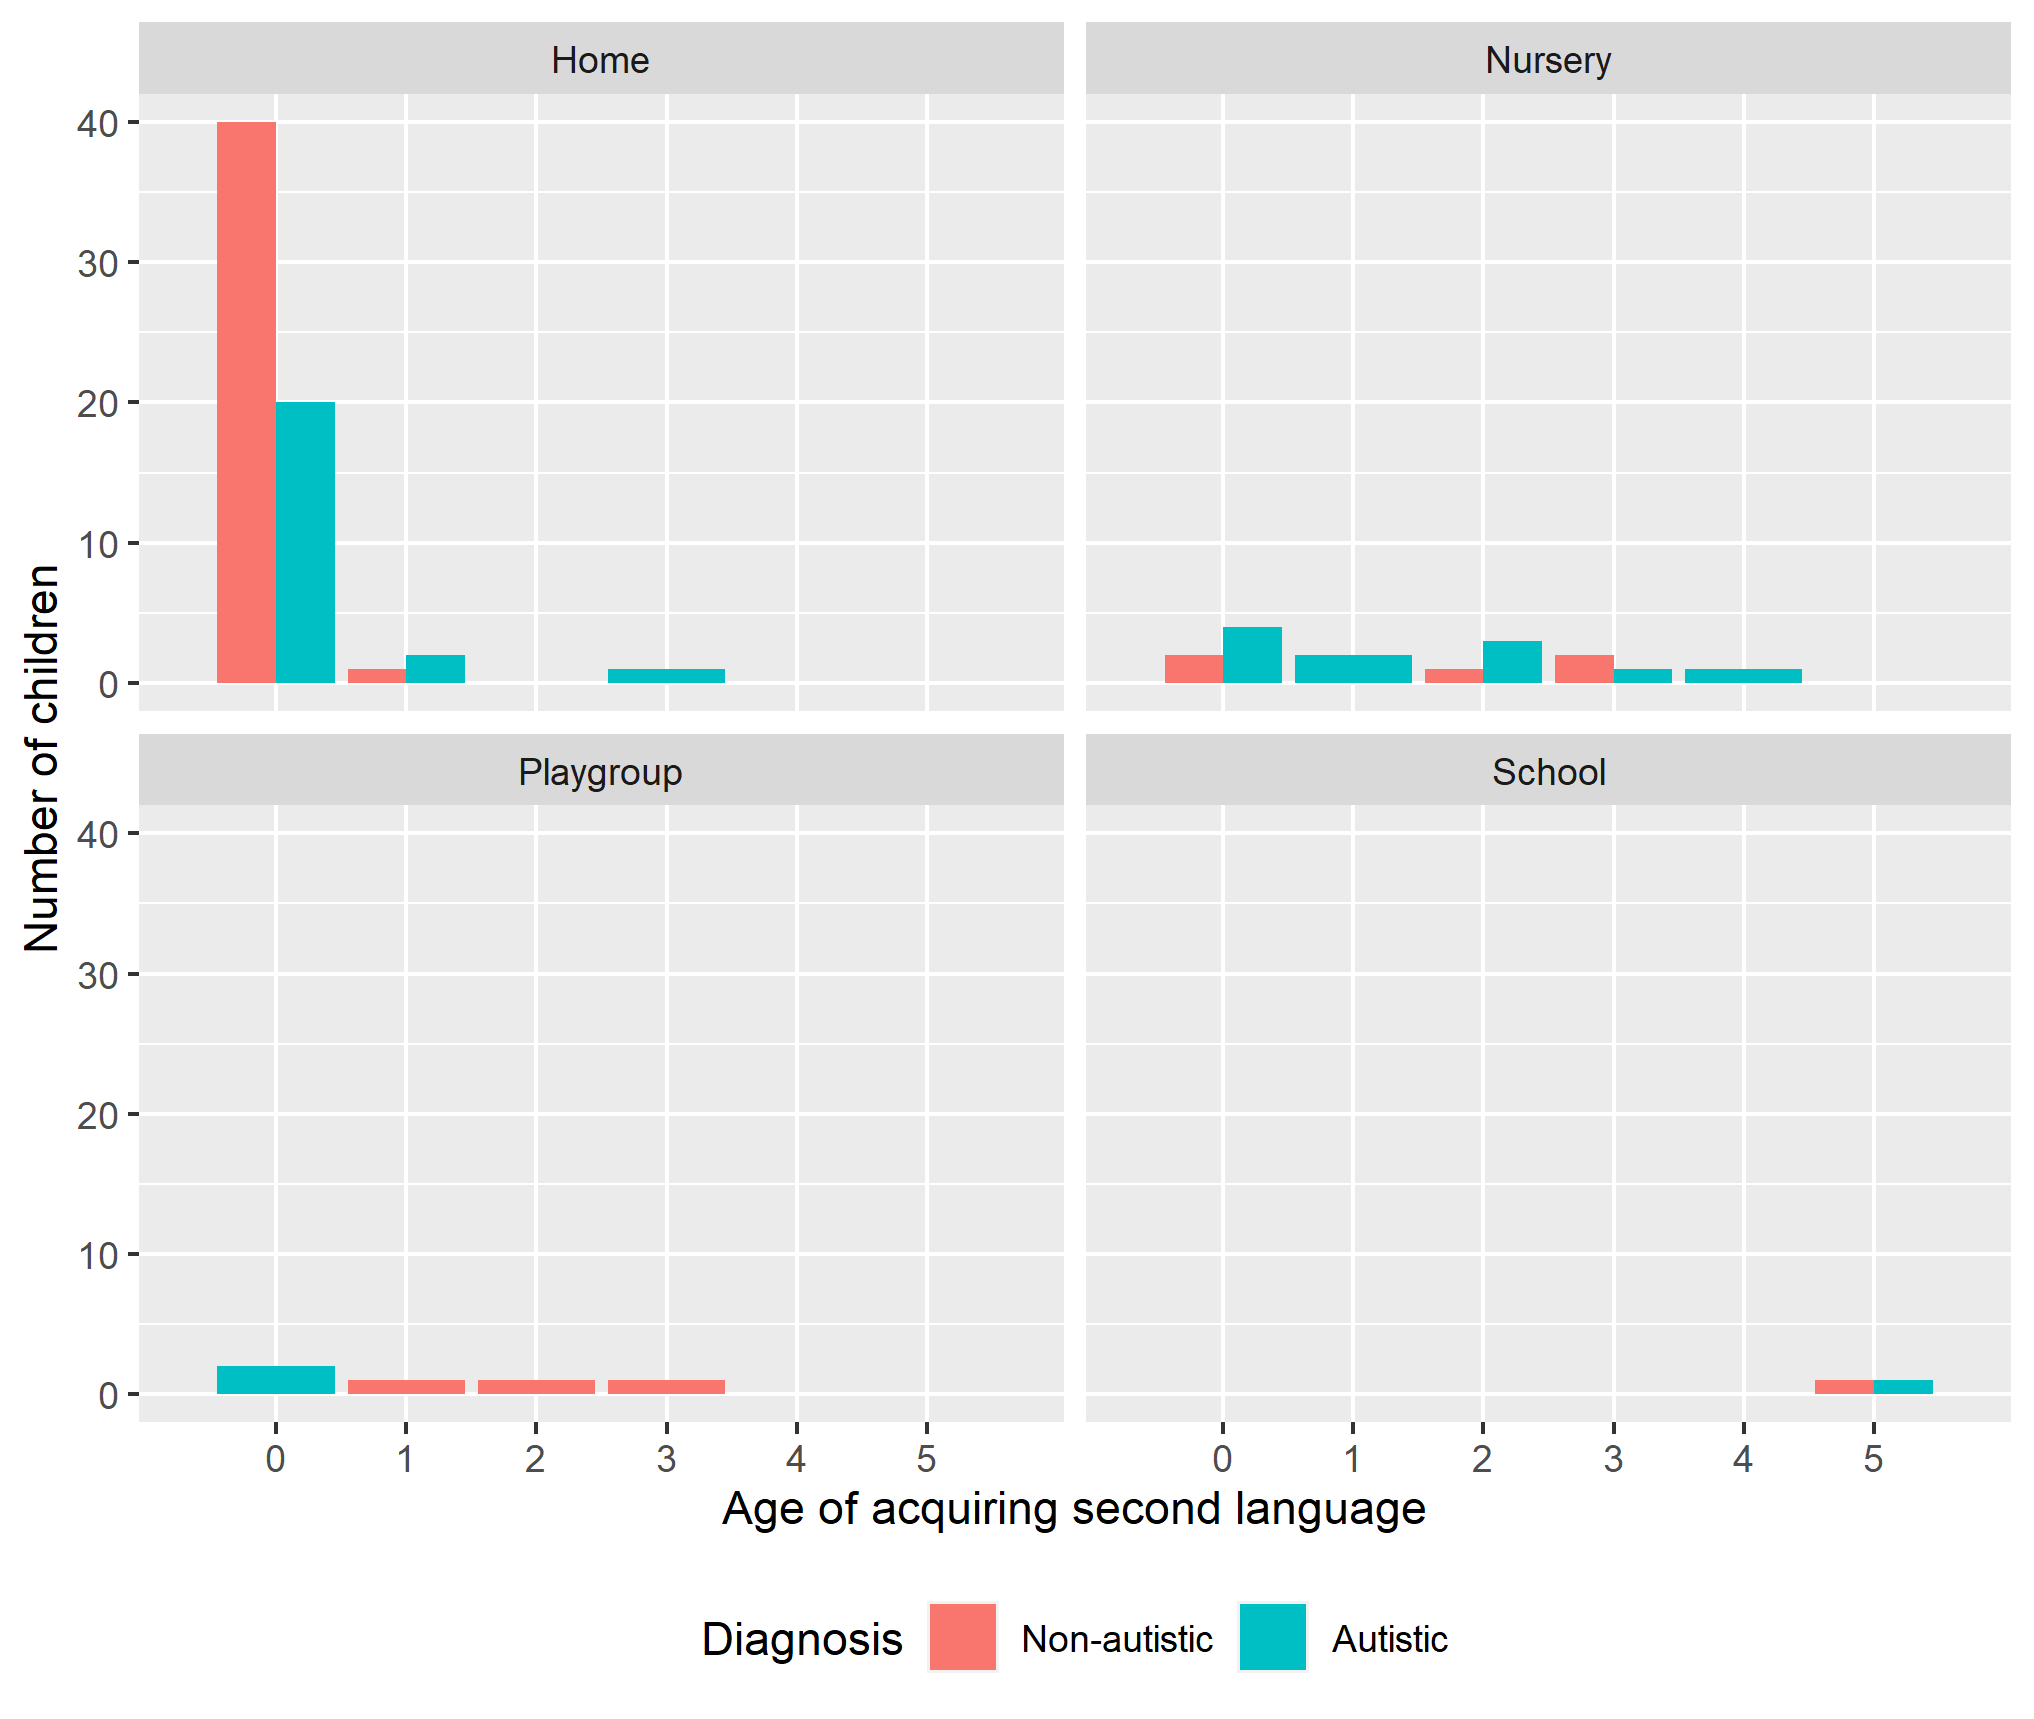 Home
Nursery
40
30
20
10
0
Playgroup
School
40
30
20
10
0
0 1 2 3 4 5
0 1 2 3 4 5
Number of children
Age of acquiring second language
Diagnosis Non-autistic Autistic